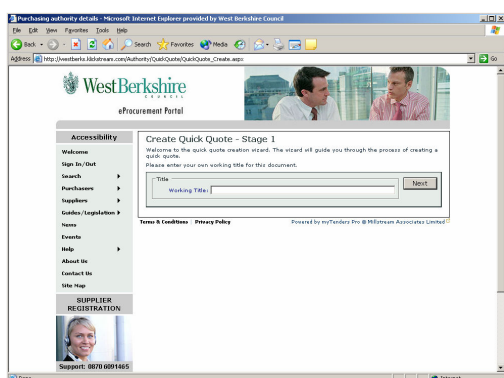 Purchasing authority details - Microsoft Internet Explorer provided by West Berkshire Council
File Edit View Favorites Tools Help
Back Search Favorites Media
Address http://westberks.kilclstream.com/Authority/QuickQuote/QuickQuote_Create.aspx Go
West Berkshire
COUNCIL
eProcurement Portal
Accessibility
Welcome
Sign In/Out
Search
Purchasers
Suppliers
Guides/Legislation
News
Events
Help
About Us
Contact Us
Site Map
SUPPLIER
REGISTRATION
Support: 0870 6091465
Create Quick Quote - Stage 1
Welcome to the quick quote creation wizard. The wizard will guide you through the process of creating a
quick quote.
Please enter your own working title for this document.
Title
Working Title:
Next
Terms & Conditions | Privacy Policy
Powered by myTenders Pro @ Millstream Associates Limited